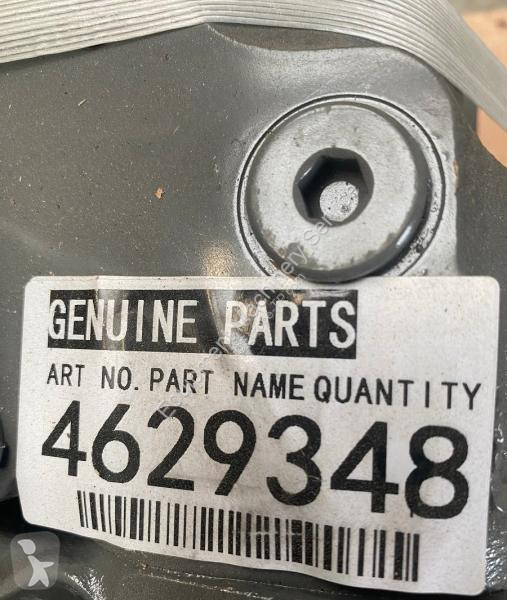 GENUINE PARTS
ART NO. PART NAME QUANTITY
4629348